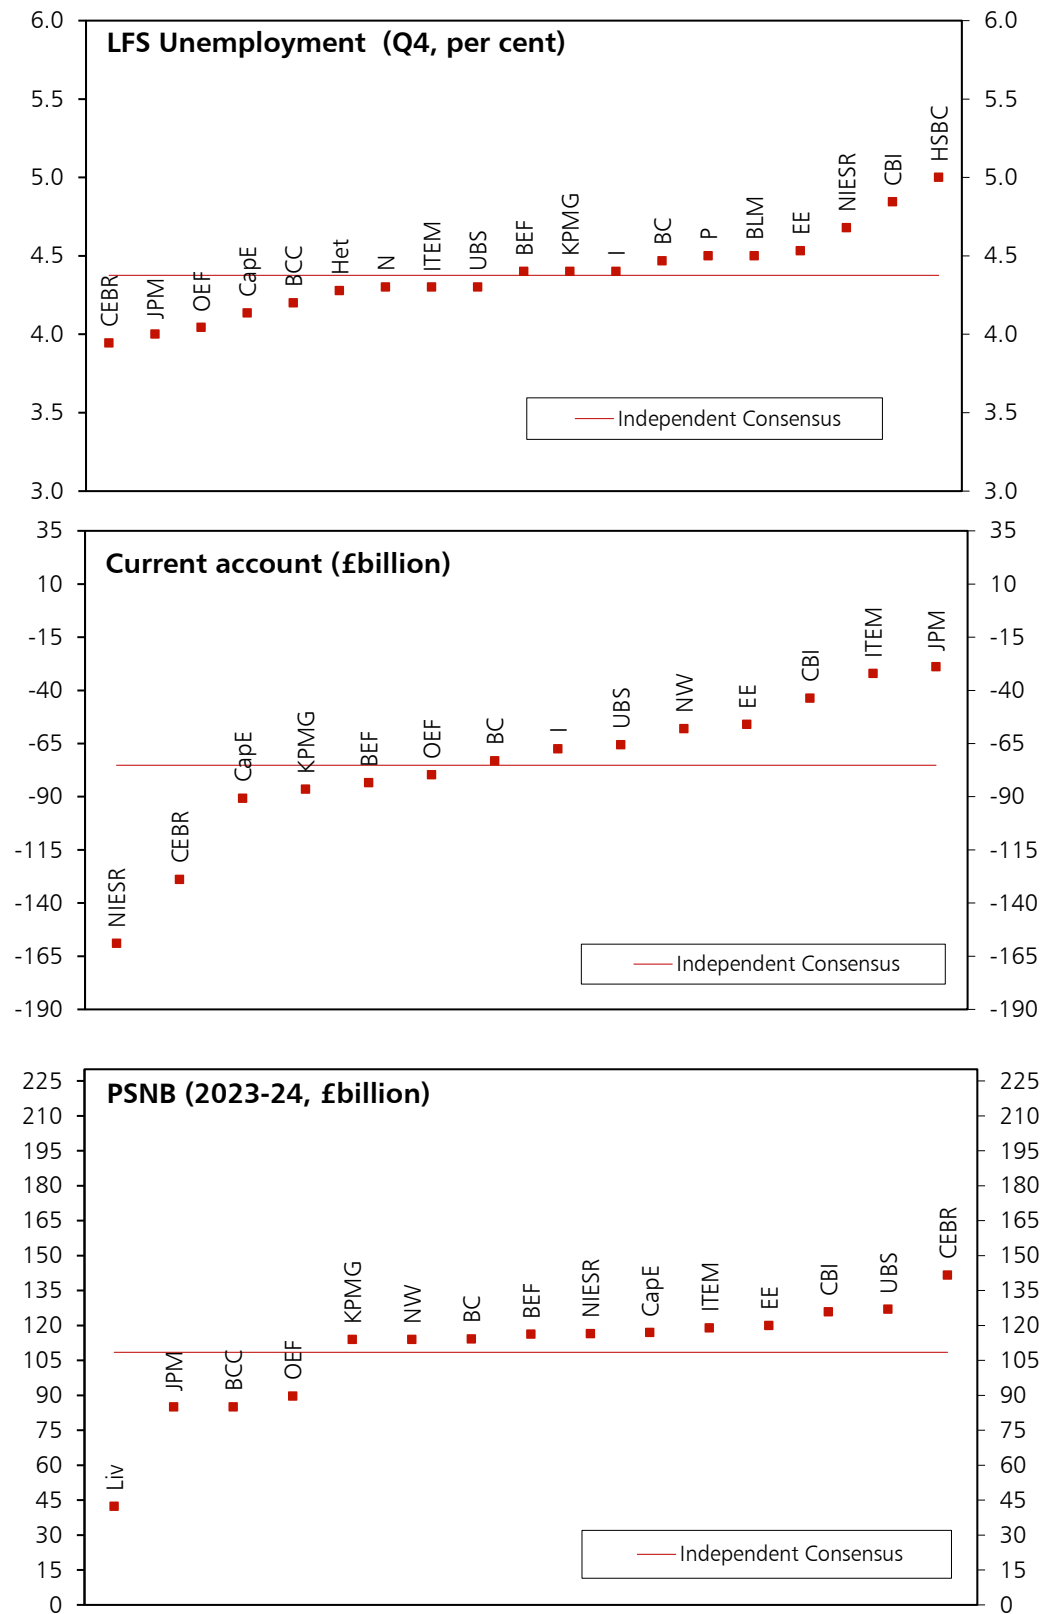 LFS Unemployment (Q4, per cent)
6.0 6.0
5.5 5.5
5.0 5.0
4.5 4.5
4.0 4.0
3.5 3.5
3.0 3.0
CEBR
JPM
OEF
CapE
BCC
Het
N
ITEM
UBS
BEF
KPMG
I
BC
P
BLM
EE
NIESR
CBI
HSBC
Independent Consensus
Current account (£billion)
35 35
10 10
-15 -15
-40 -40
-65 -65
-90 -90
-115 -115
-140 -140
-165 -165
-190 -190
NIESR
CEBR
CapE
KPMG
BEF
OEF
BC
I
UBS
NW
EE
CBI
ITEM
JPM
Independent Consensus
PSNB (2023-24, £billion)
225 225
210 210
195 195
180 180
165 165
150 150
135 135
120 120
105 105
90 90
75 75
60 60
45 45
30 30
15 15
0 0
Liv
JPM
BCC
OEF
KPMG
NW
BC
BEF
NIESR
CapE
ITEM
EE
CBI
UBS
CEBR
Independent Consensus